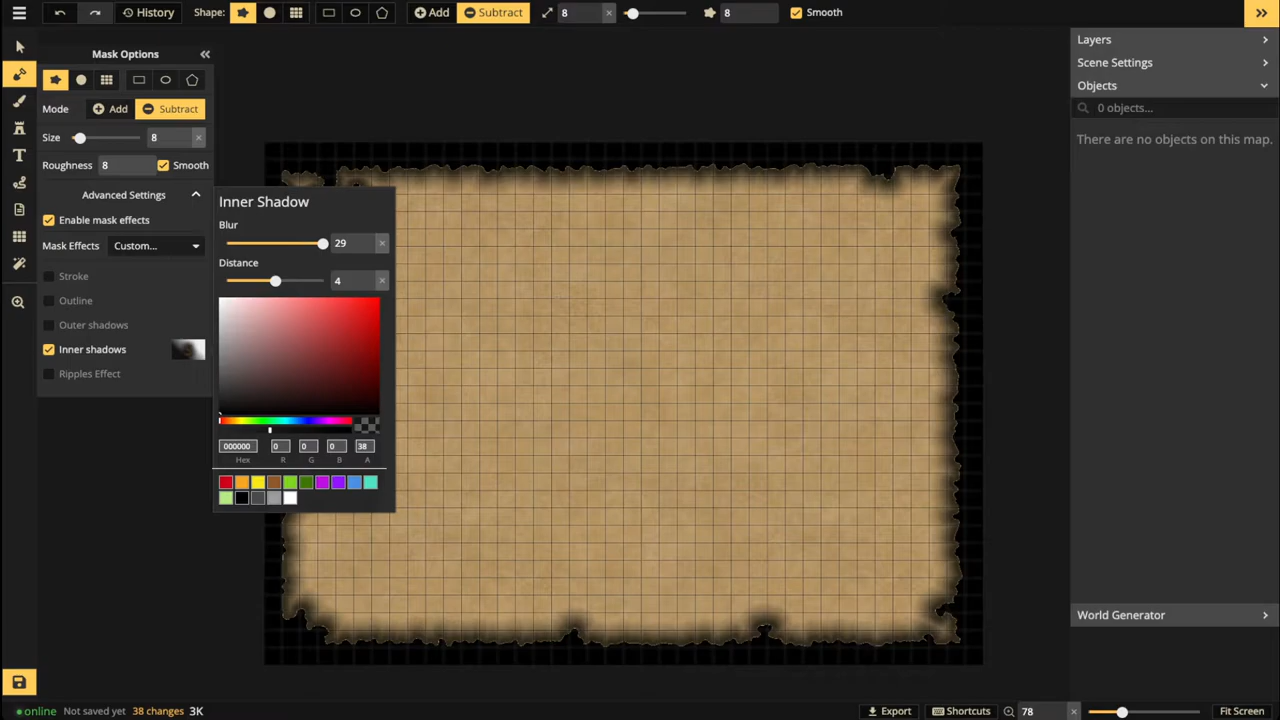 History
Shape:
Add
Subtract
8
8
Smooth
Mask Options
Mode
Add
Subtract
Size
8
Roughness
8
Smooth
Advanced Settings
Enable mask effects
Mask Effects
Custom...
Stroke
Outline
Outer shadows
Inner shadows
Ripples Effect
Inner Shadow
Blur
29
Distance
4
000000
0
0
0
38
Hex
R
G
B
A
Layers
Scene Settings
Objects
0 objects...
There are no objects on this map.
World Generator
online
Not saved yet
38 changes
3K
Export
Shortcuts
78
Fit Screen